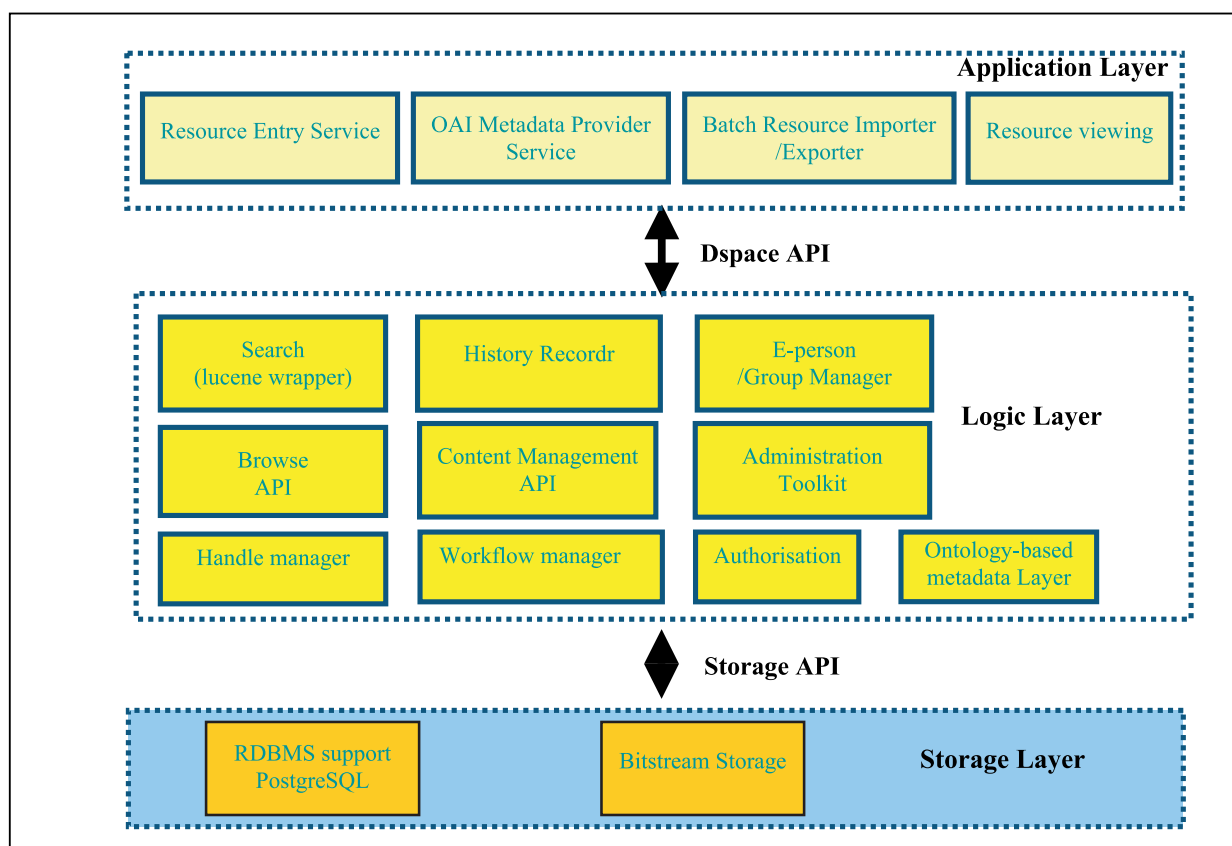 Application Layer
Resource Entry Service
OAI Metadata Provider
Service
Batch Resource Importer
/Exporter
Resource viewing
Dspace API
Search
(lucene wrapper)
History Recordr
E-person
/Group Manager
Logic Layer
Browse
API
Content Management
API
Administration
Toolkit
Handle manager
Workflow manager
Authorisation
Ontology-based
metadata Layer
Storage API
RDBMS support
PostgreSQL
Bitstream Storage
Storage Layer